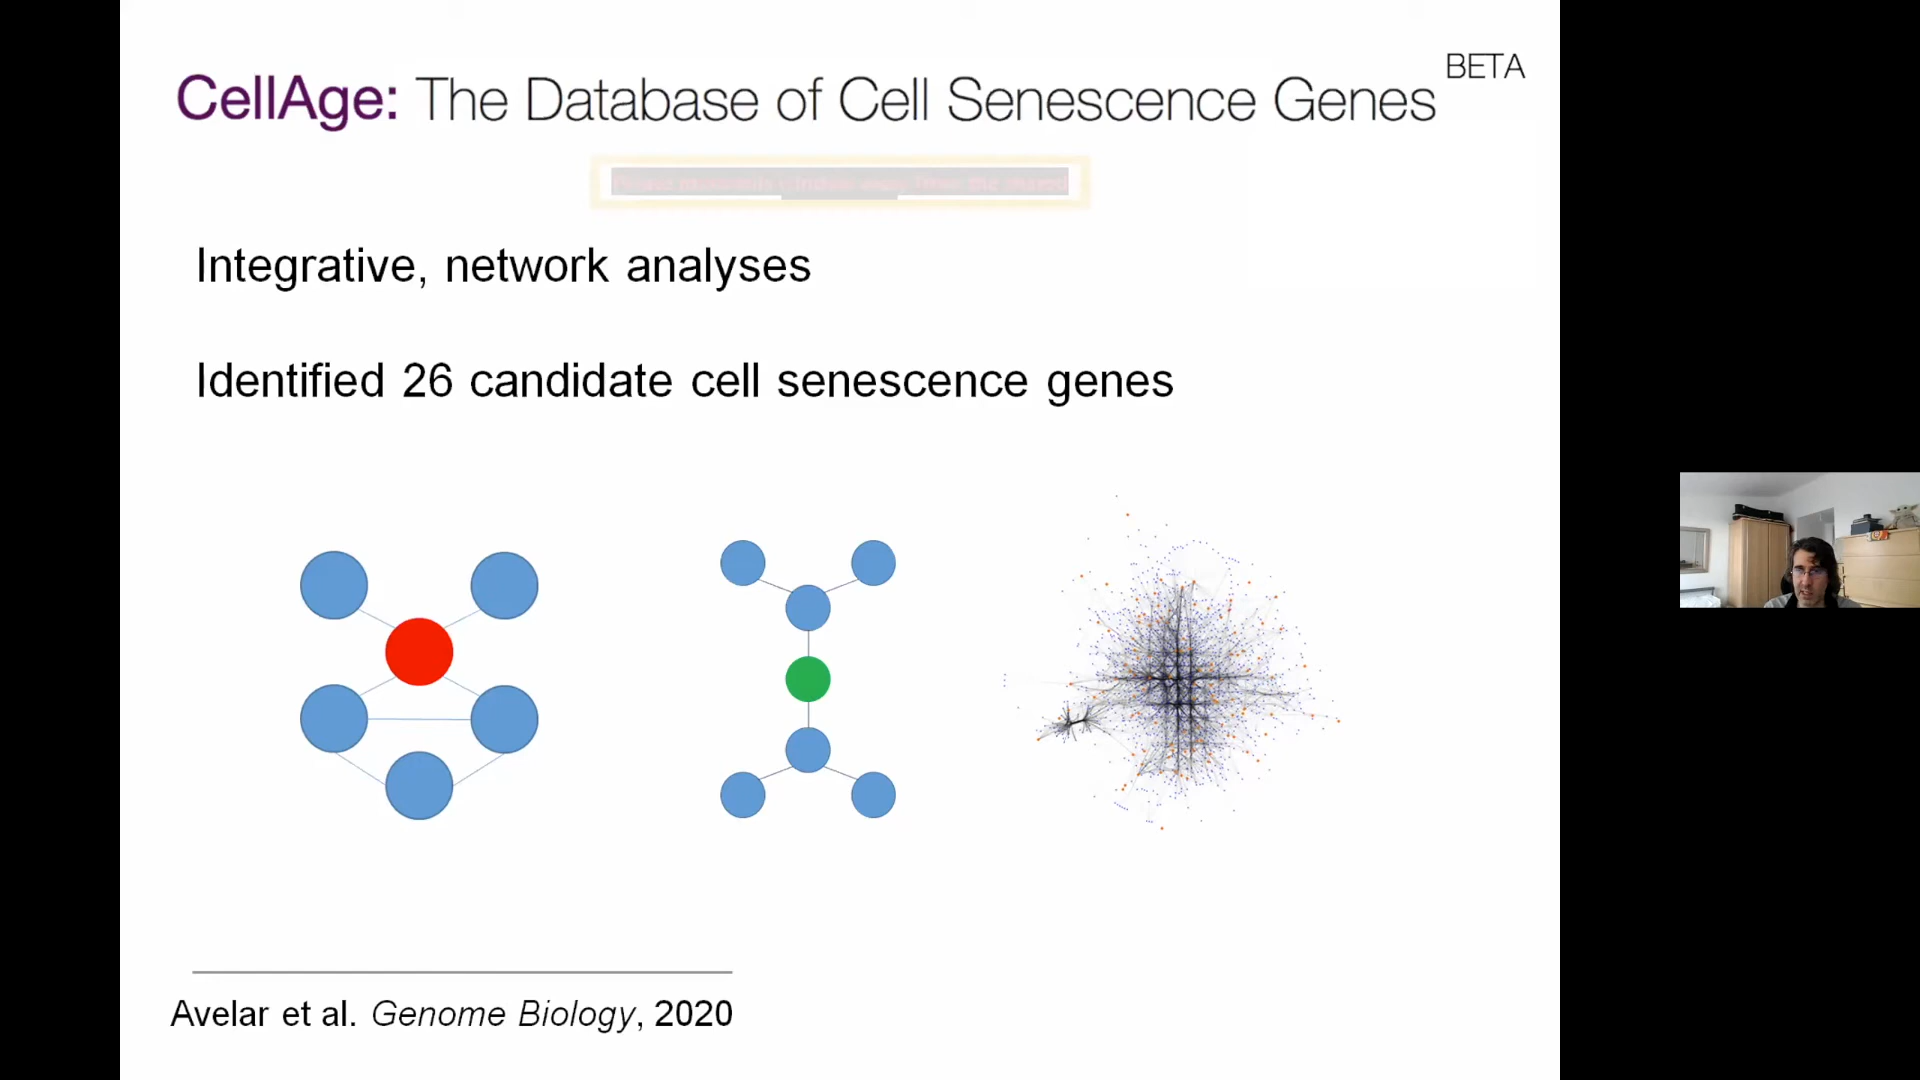 CellAge: The Database of Cell Senescence Genes BETA
Integrative, network analyses
Identified 26 candidate cell senescence genes
Avelar et al. Genome Biology, 2020